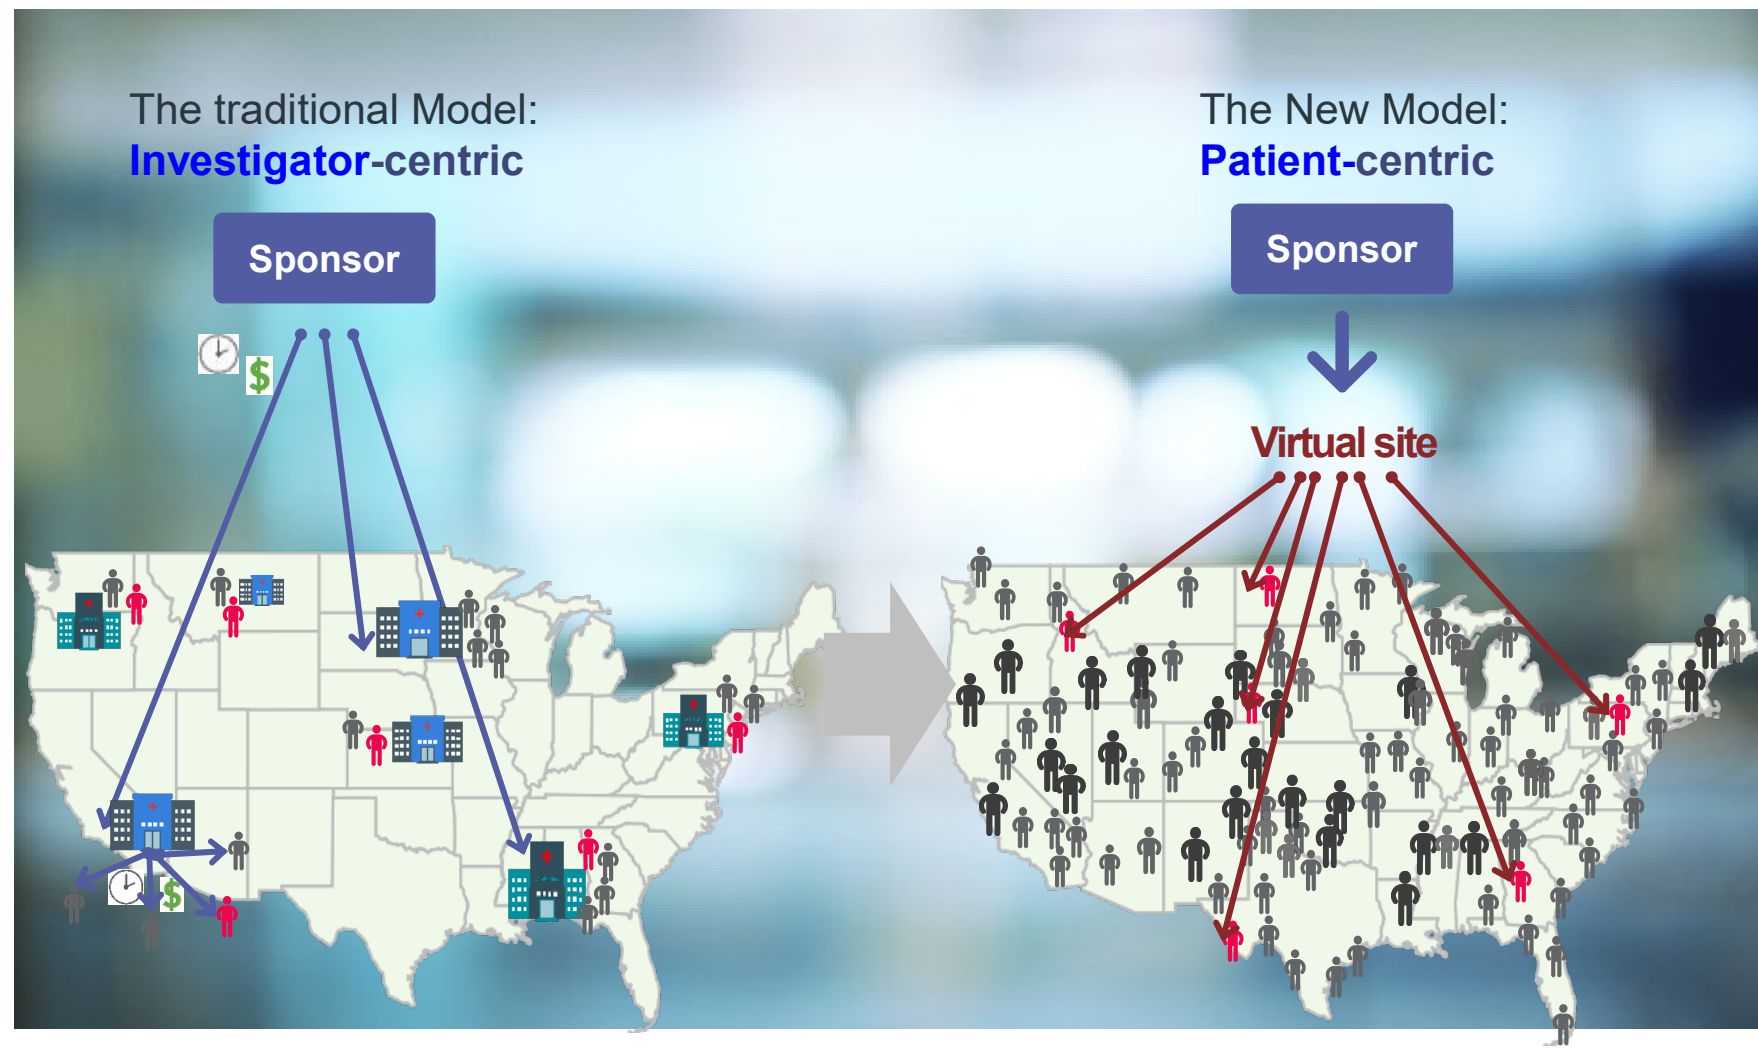 The traditional Model:
Investigator-centric
Sponsor
$
$
The New Model:
Patient-centric
Sponsor
Virtual site